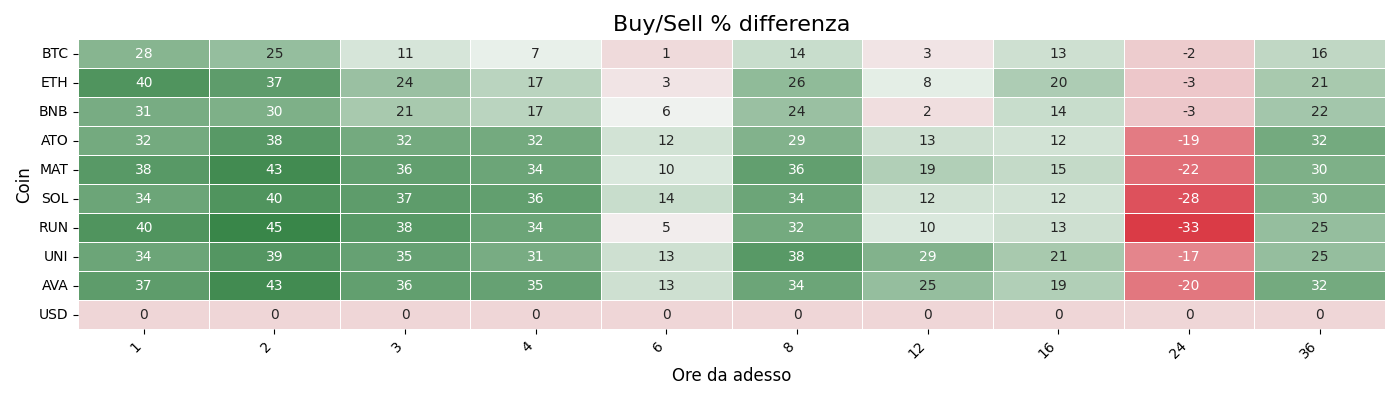 Buy/Sell % differenza
Coin
BTC 28 25 11 7 1 14 3 13 -2 16
ETH 40 37 24 17 3 26 8 20 -3 21
BNB 31 30 21 17 6 24 2 14 -3 22
ATO 32 38 32 32 12 29 13 12 -19 32
MAT 38 43 36 34 10 36 19 15 -22 30
SOL 34 40 37 36 14 34 12 12 -28 30
RUN 40 45 38 34 5 32 10 13 -33 25
UNI 34 39 35 31 13 38 29 21 -17 25
AVA 37 43 36 35 13 34 25 19 -20 32
USD 0 0 0 0 0 0 0 0 0 0
1 2 3 4 6 8 12 16 24 36
Ore da adesso